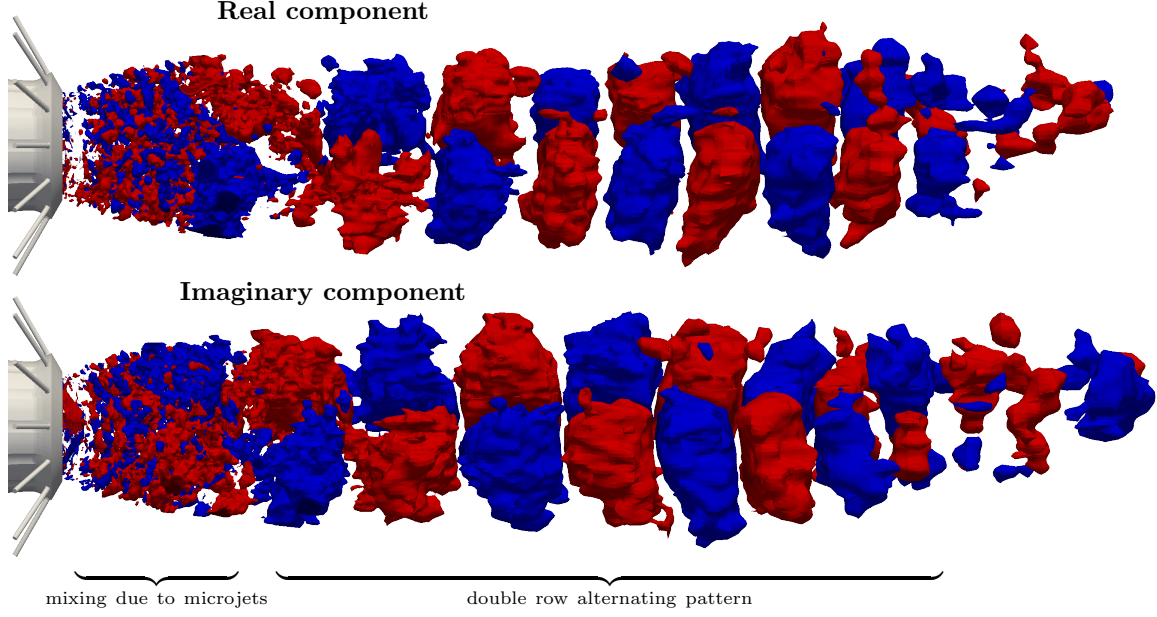 Real component
Imaginary component
mixing due to microjets
double row alternating pattern